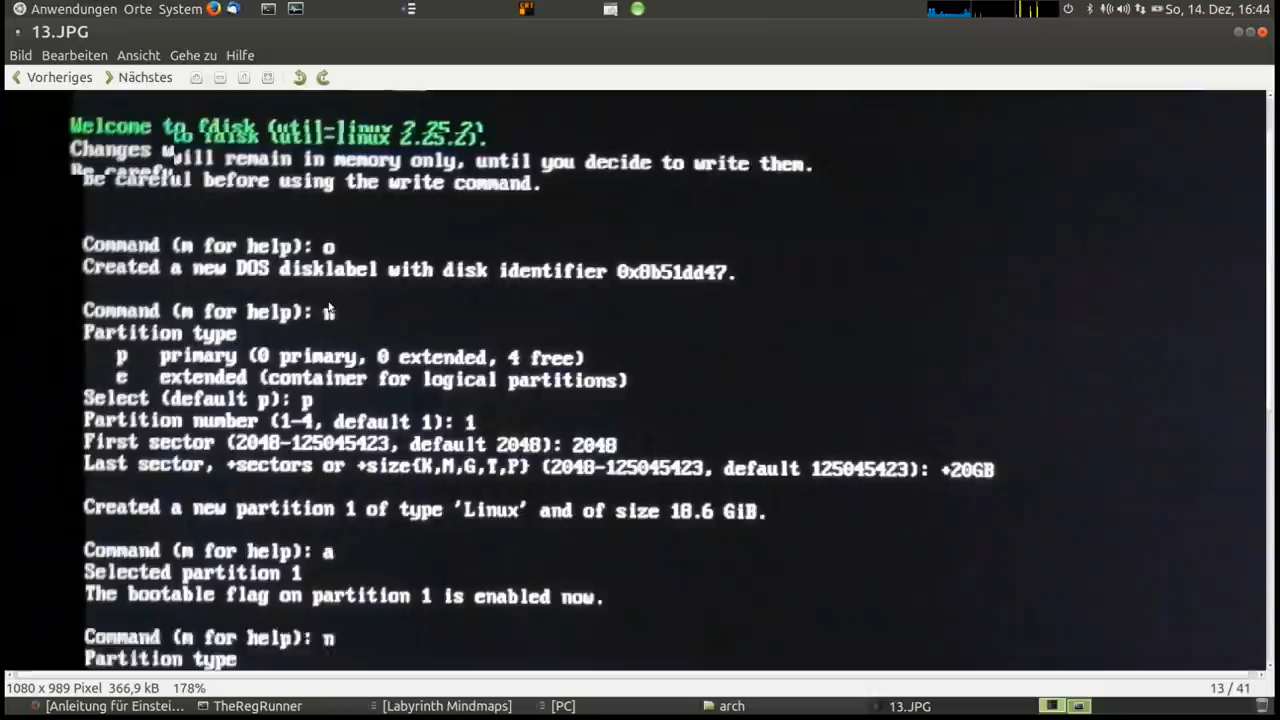 Anwendungen Orte System
So, 14. Dez, 16:44
13.JPG
Bild Bearbeiten Ansicht Gehe zu Hilfe
Vorheriges Nächstes
Welcome to fdisk (util-linux 2.25.2).
Changes will remain in memory only, until you decide to write them.
Be careful before using the write command.
Command (m for help): o
Created a new DOS disklabel with disk identifier 0x8b51dd47.
Command (m for help): n
Partition type
p primary (0 primary, 0 extended, 4 free)
e extended (container for logical partitions)
Select (default p): p
Partition number (1-4, default 1): 1
First sector (2048-125045423, default 2048): 2048
Last sector, +sectors or +size{K,M,G,T,P} (2048-125045423, default 125045423): +20GB
Created a new partition 1 of type 'Linux' and of size 18.6 GiB.
Command (m for help): a
Selected partition 1
The bootable flag on partition 1 is enabled now.
Command (m for help): n
Partition type
1080 x 989 Pixel 366,9 kB 178%
13 / 41
[Anleitung für Einstei... TheRegRunner [Labyrinth Mindmaps] [PC] arch 13.JPG